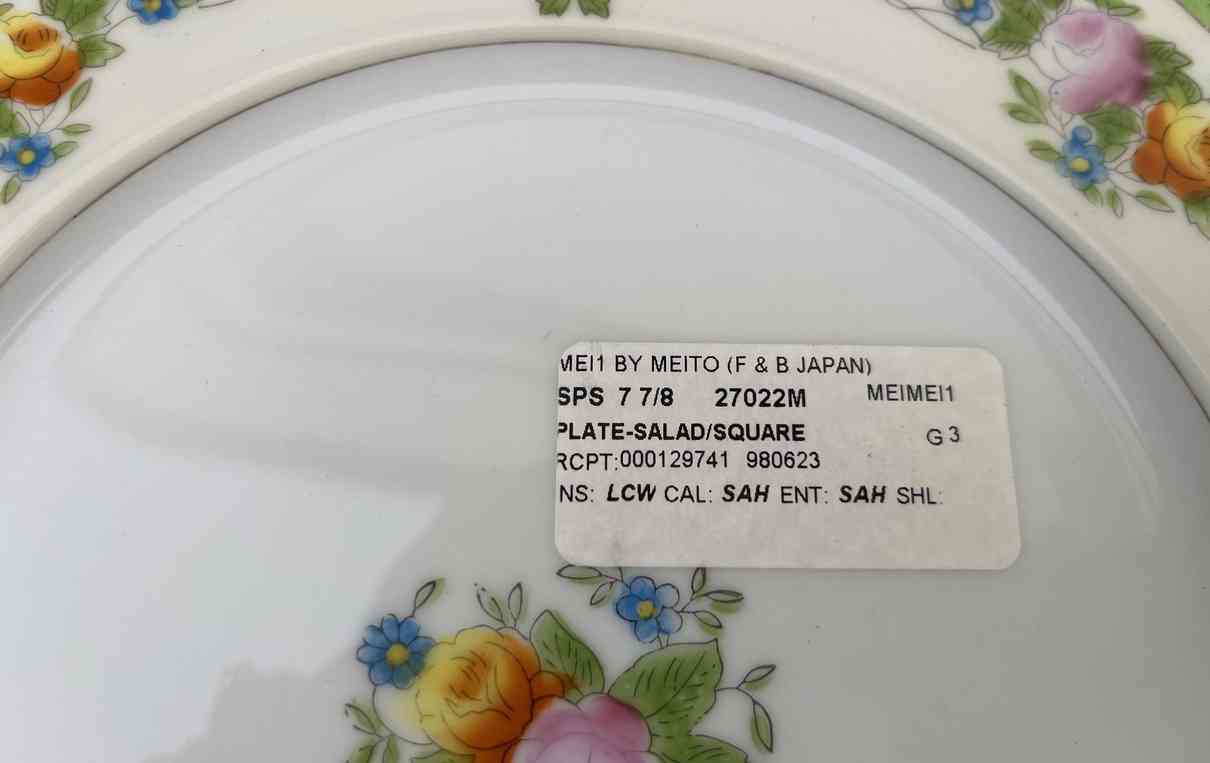 MEI1 BY MEITO (F & B JAPAN)
SPS 7 7/8 27022M MEIMEI1
PLATE-SALAD/SQUARE G 3
RCPT:000129741 980623
NS: LCW CAL: SAH ENT: SAH SHL: